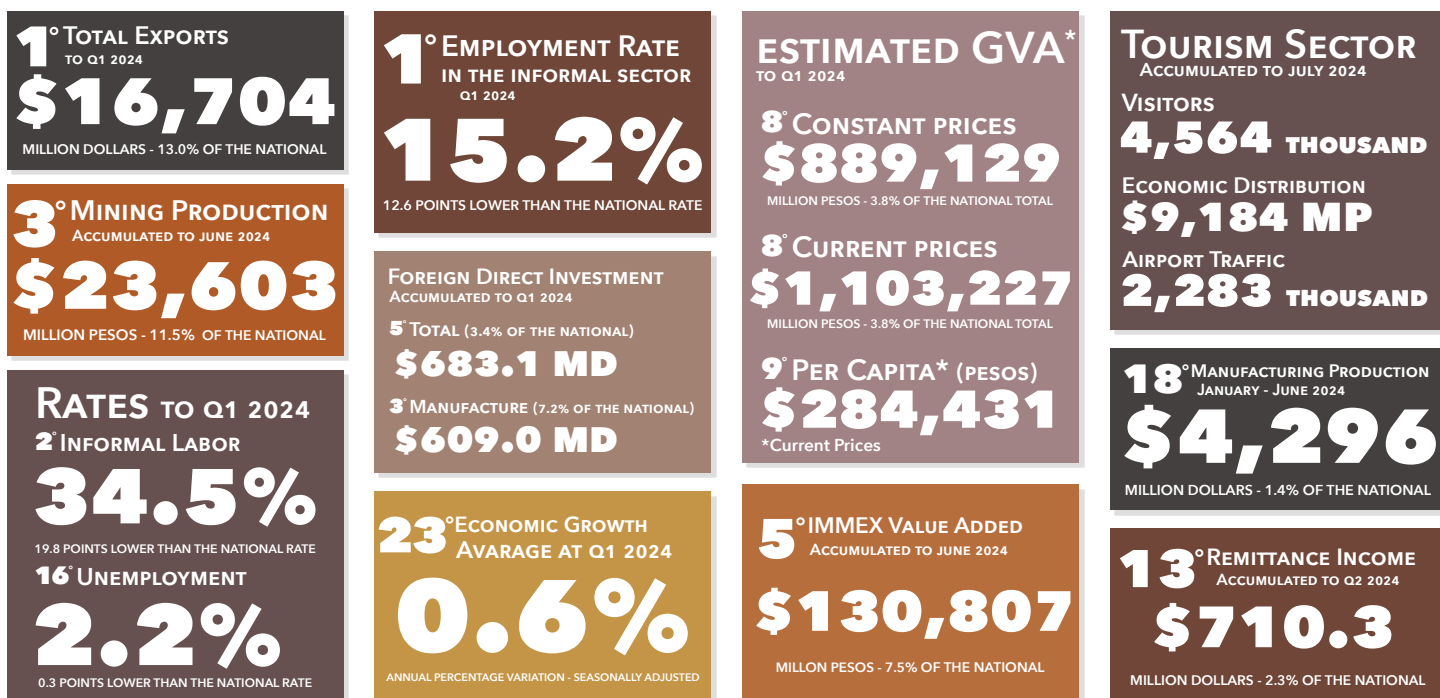 1° Total Exports
TO Q1 2024
$16,704
MILLION DOLLARS - 13.0% OF THE NATIONAL
3° Mining Production
Accumulated to June 2024
$23,603
MILLION PESOS - 11.5% OF THE NATIONAL
Rates to Q1 2024
2° Informal Labor
34.5%
19.8 POINTS LOWER THAN THE NATIONAL RATE
16° Unemployment
2.2%
0.3 POINTS LOWER THAN THE NATIONAL RATE
1° Employment Rate
in the informal sector
Q1 2024
15.2%
12.6 POINTS LOWER THAN THE NATIONAL RATE
Foreign Direct Investment
Accumulated to Q1 2024
5° Total (3.4% of the national)
$683.1 MD
3° Manufacture (7.2% of the national)
$609.0 MD
23° Economic Growth
Avarage at Q1 2024
0.6%
ANNUAL PERCENTAGE VARIATION - SEASONALLY ADJUSTED
estimated GVA*
to Q1 2024
8° Constant prices
$889,129
MILLION PESOS - 3.8% OF THE NATIONAL TOTAL
8° Current prices
$1,103,227
MILLION PESOS - 3.8% OF THE NATIONAL TOTAL
9° Per Capita* (pesos)
$284,431
*Current Prices
5° IMMEX Value Added
Accumulated to June 2024
$130,807
MILLON PESOS - 7.5% OF THE NATIONAL
Tourism Sector
Accumulated to July 2024
Visitors
4,564 thousand
Economic Distribution
$9,184 MP
Airport Traffic
2,283 thousand
18° Manufacturing Production
January - June 2024
$4,296
MILLION DOLLARS - 1.4% OF THE NATIONAL
13° Remittance Income
Accumulated to Q2 2024
$710.3
MILLION DOLLARS - 2.3% OF THE NATIONAL